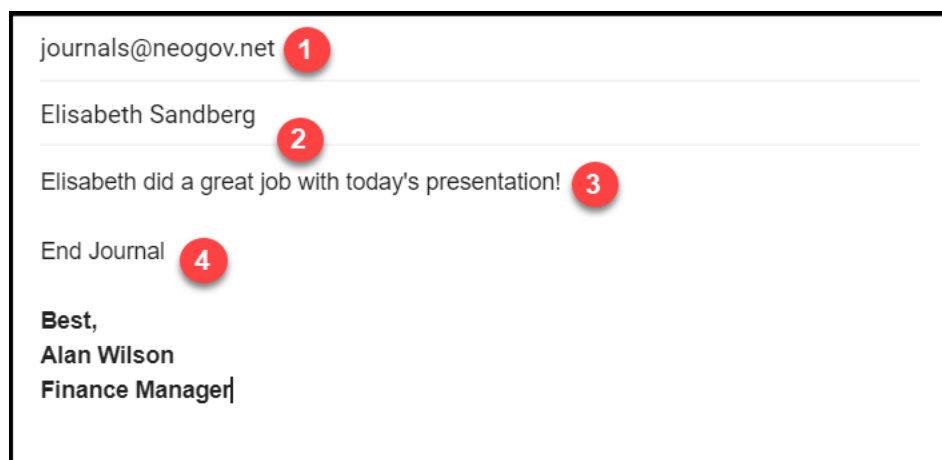 journals@neogov.net 1
Elisabeth Sandberg
2
Elisabeth did a great job with today's presentation! 3
End Journal 4
Best,
Alan Wilson
Finance Manager